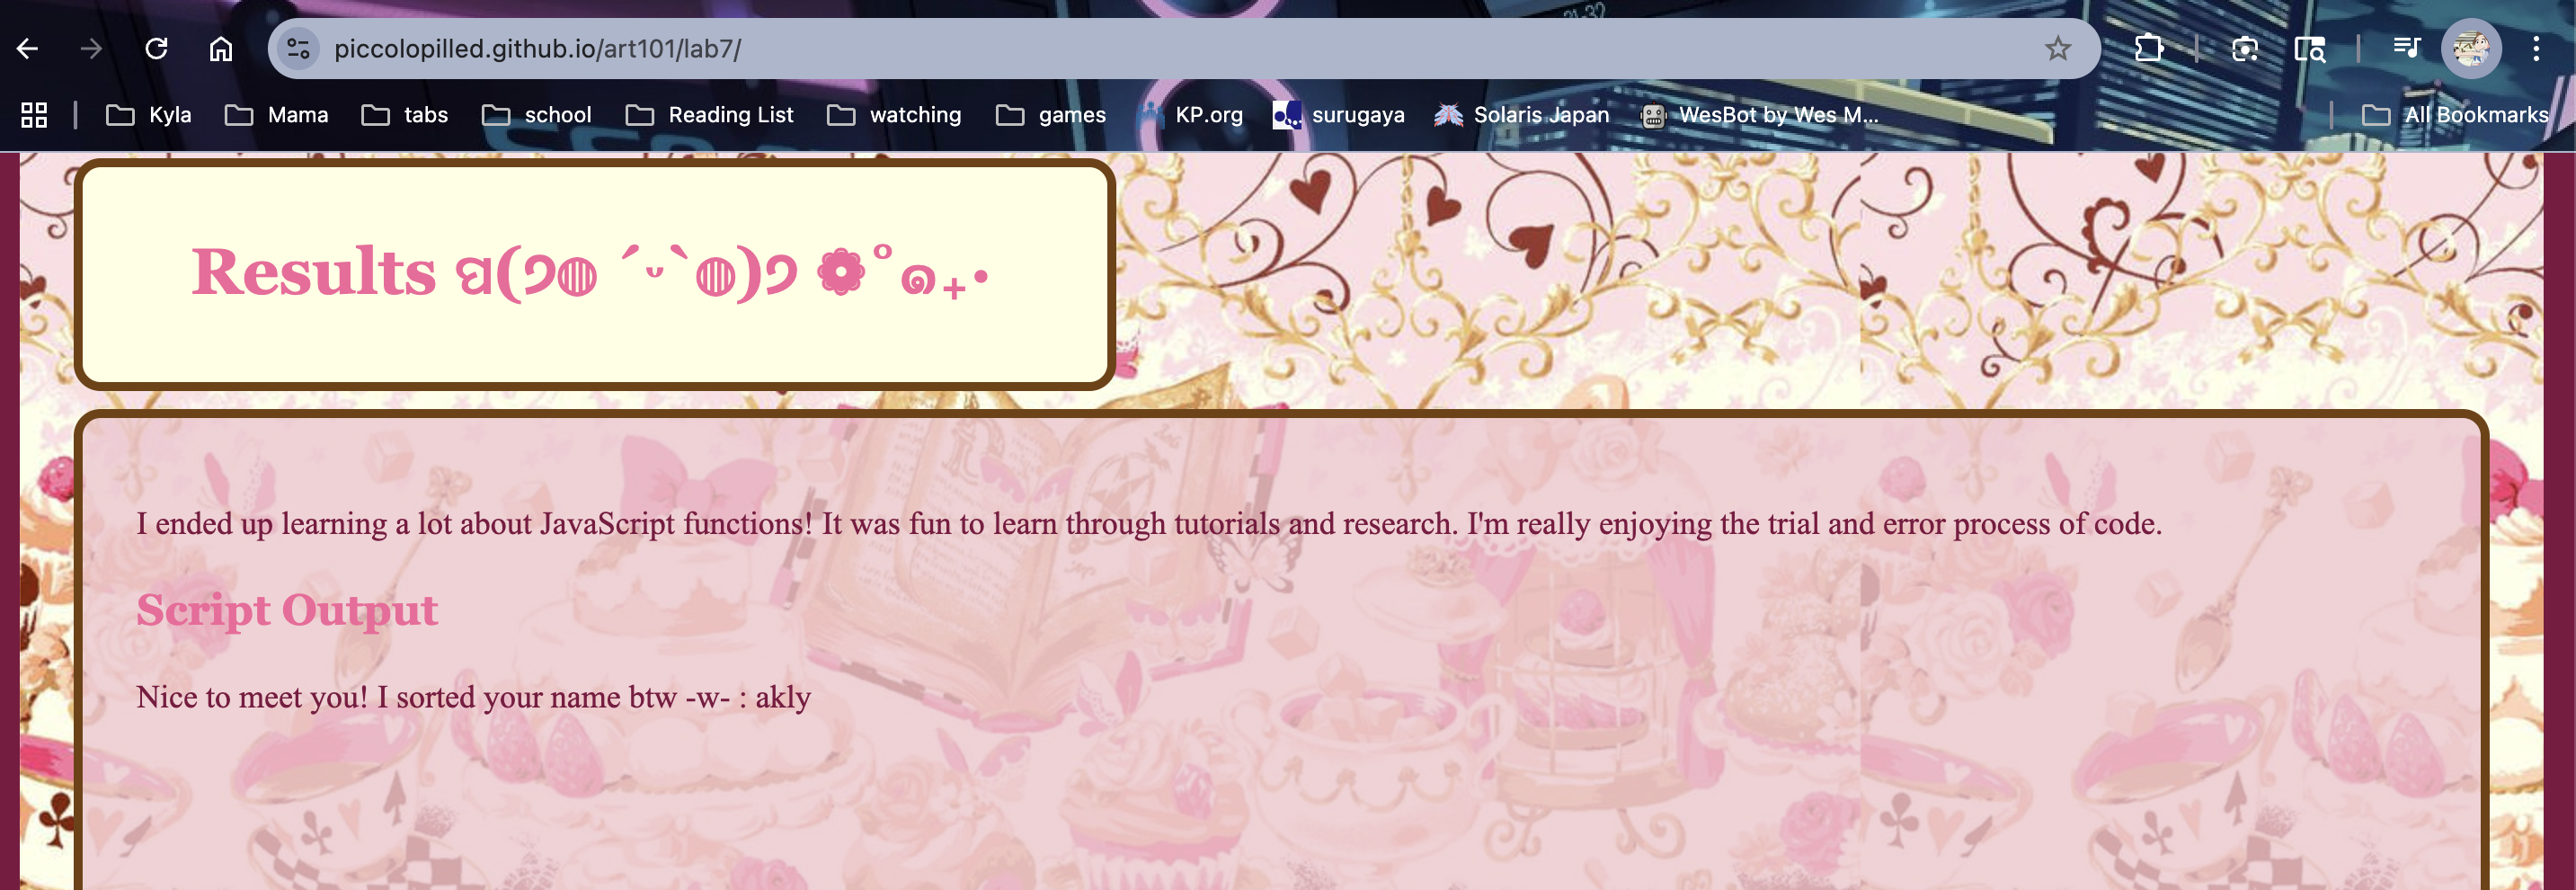 piccolopilled.github.io/art101/lab7/
Kyla Mama tabs school Reading List watching games KP.org surugaya Solaris Japan WesBot by Wes M... All Bookmarks
Results ꒰(୨◍ ˊᵕˋ◍)୨ ❁˚๑₊•
I ended up learning a lot about JavaScript functions! It was fun to learn through tutorials and research. I'm really enjoying the trial and error process of code.
Script Output
Nice to meet you! I sorted your name btw -w- : akly